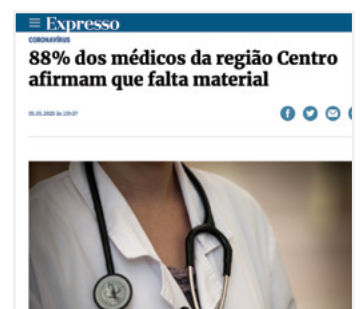 Expresso
CORONAVÍRUS
88% dos médicos da região Centro
afirmam que falta material